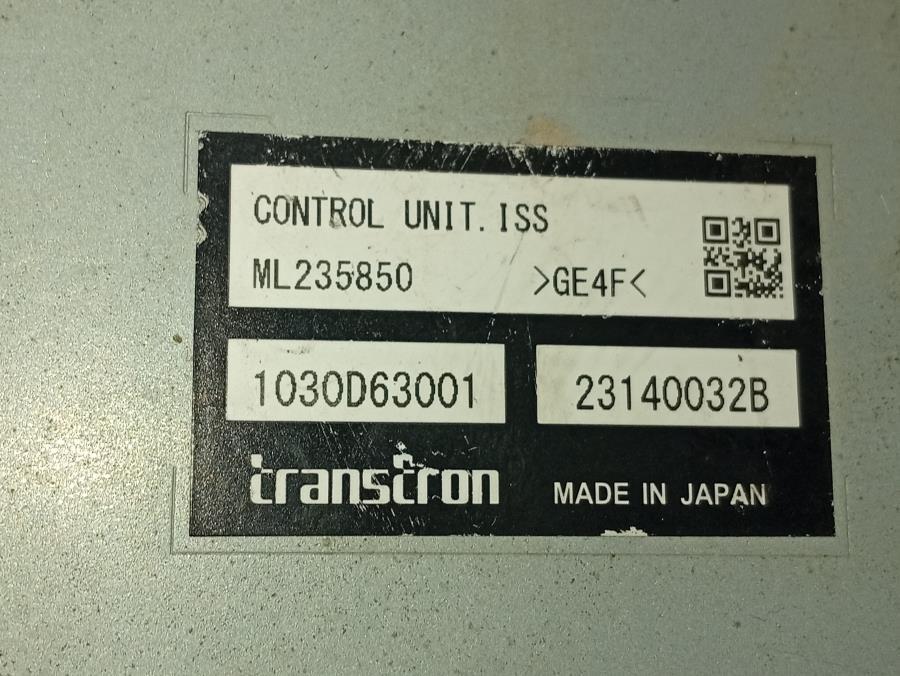 CONTROL UNIT. ISS
ML235850 >GE4F<
1030D63001 23140032B
transtron MADE IN JAPAN